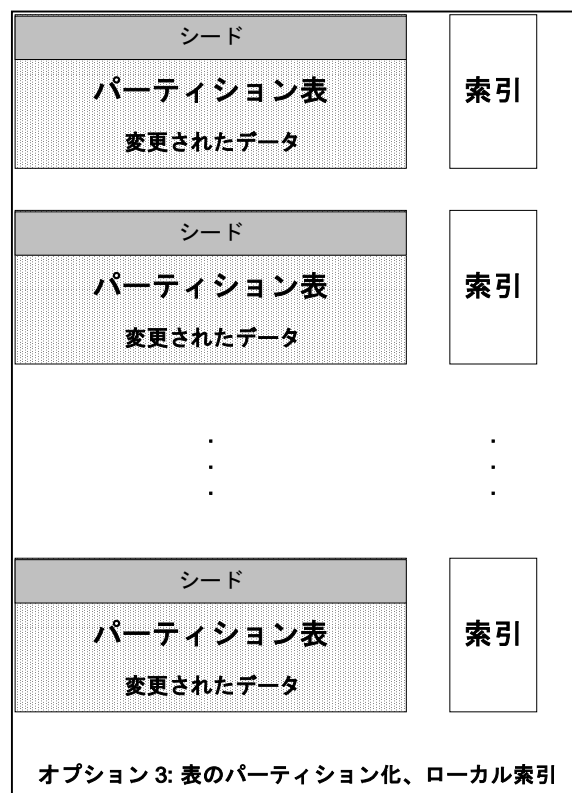 シード
パーティション表
索引
変更されたデータ
シード
パーティション表
索引
変更されたデータ
シード
パーティション表
索引
変更されたデータ
オプション 3: 表のパーティション化、ローカル索引